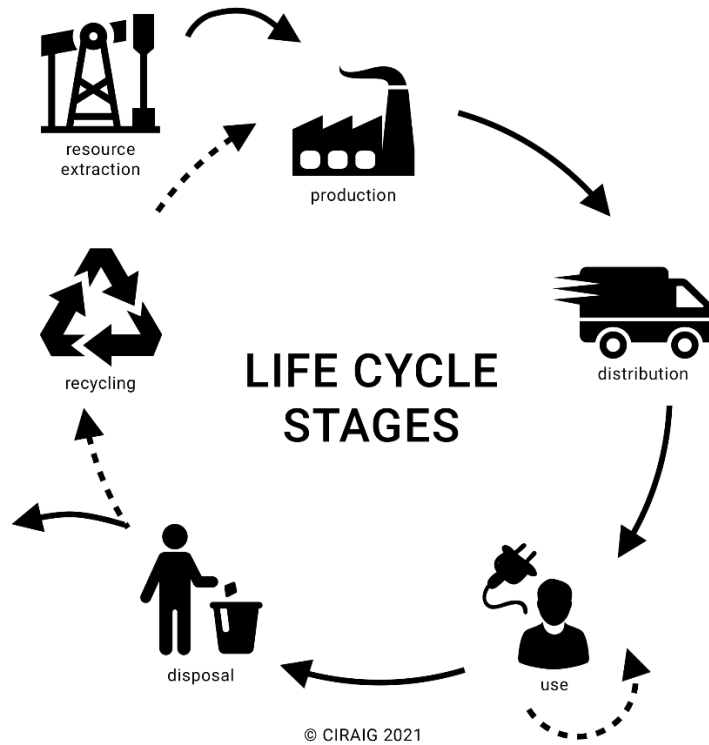 resource
extraction
production
recycling
distribution
LIFE CYCLE
STAGES
disposal
use
© CIRAIG 2021